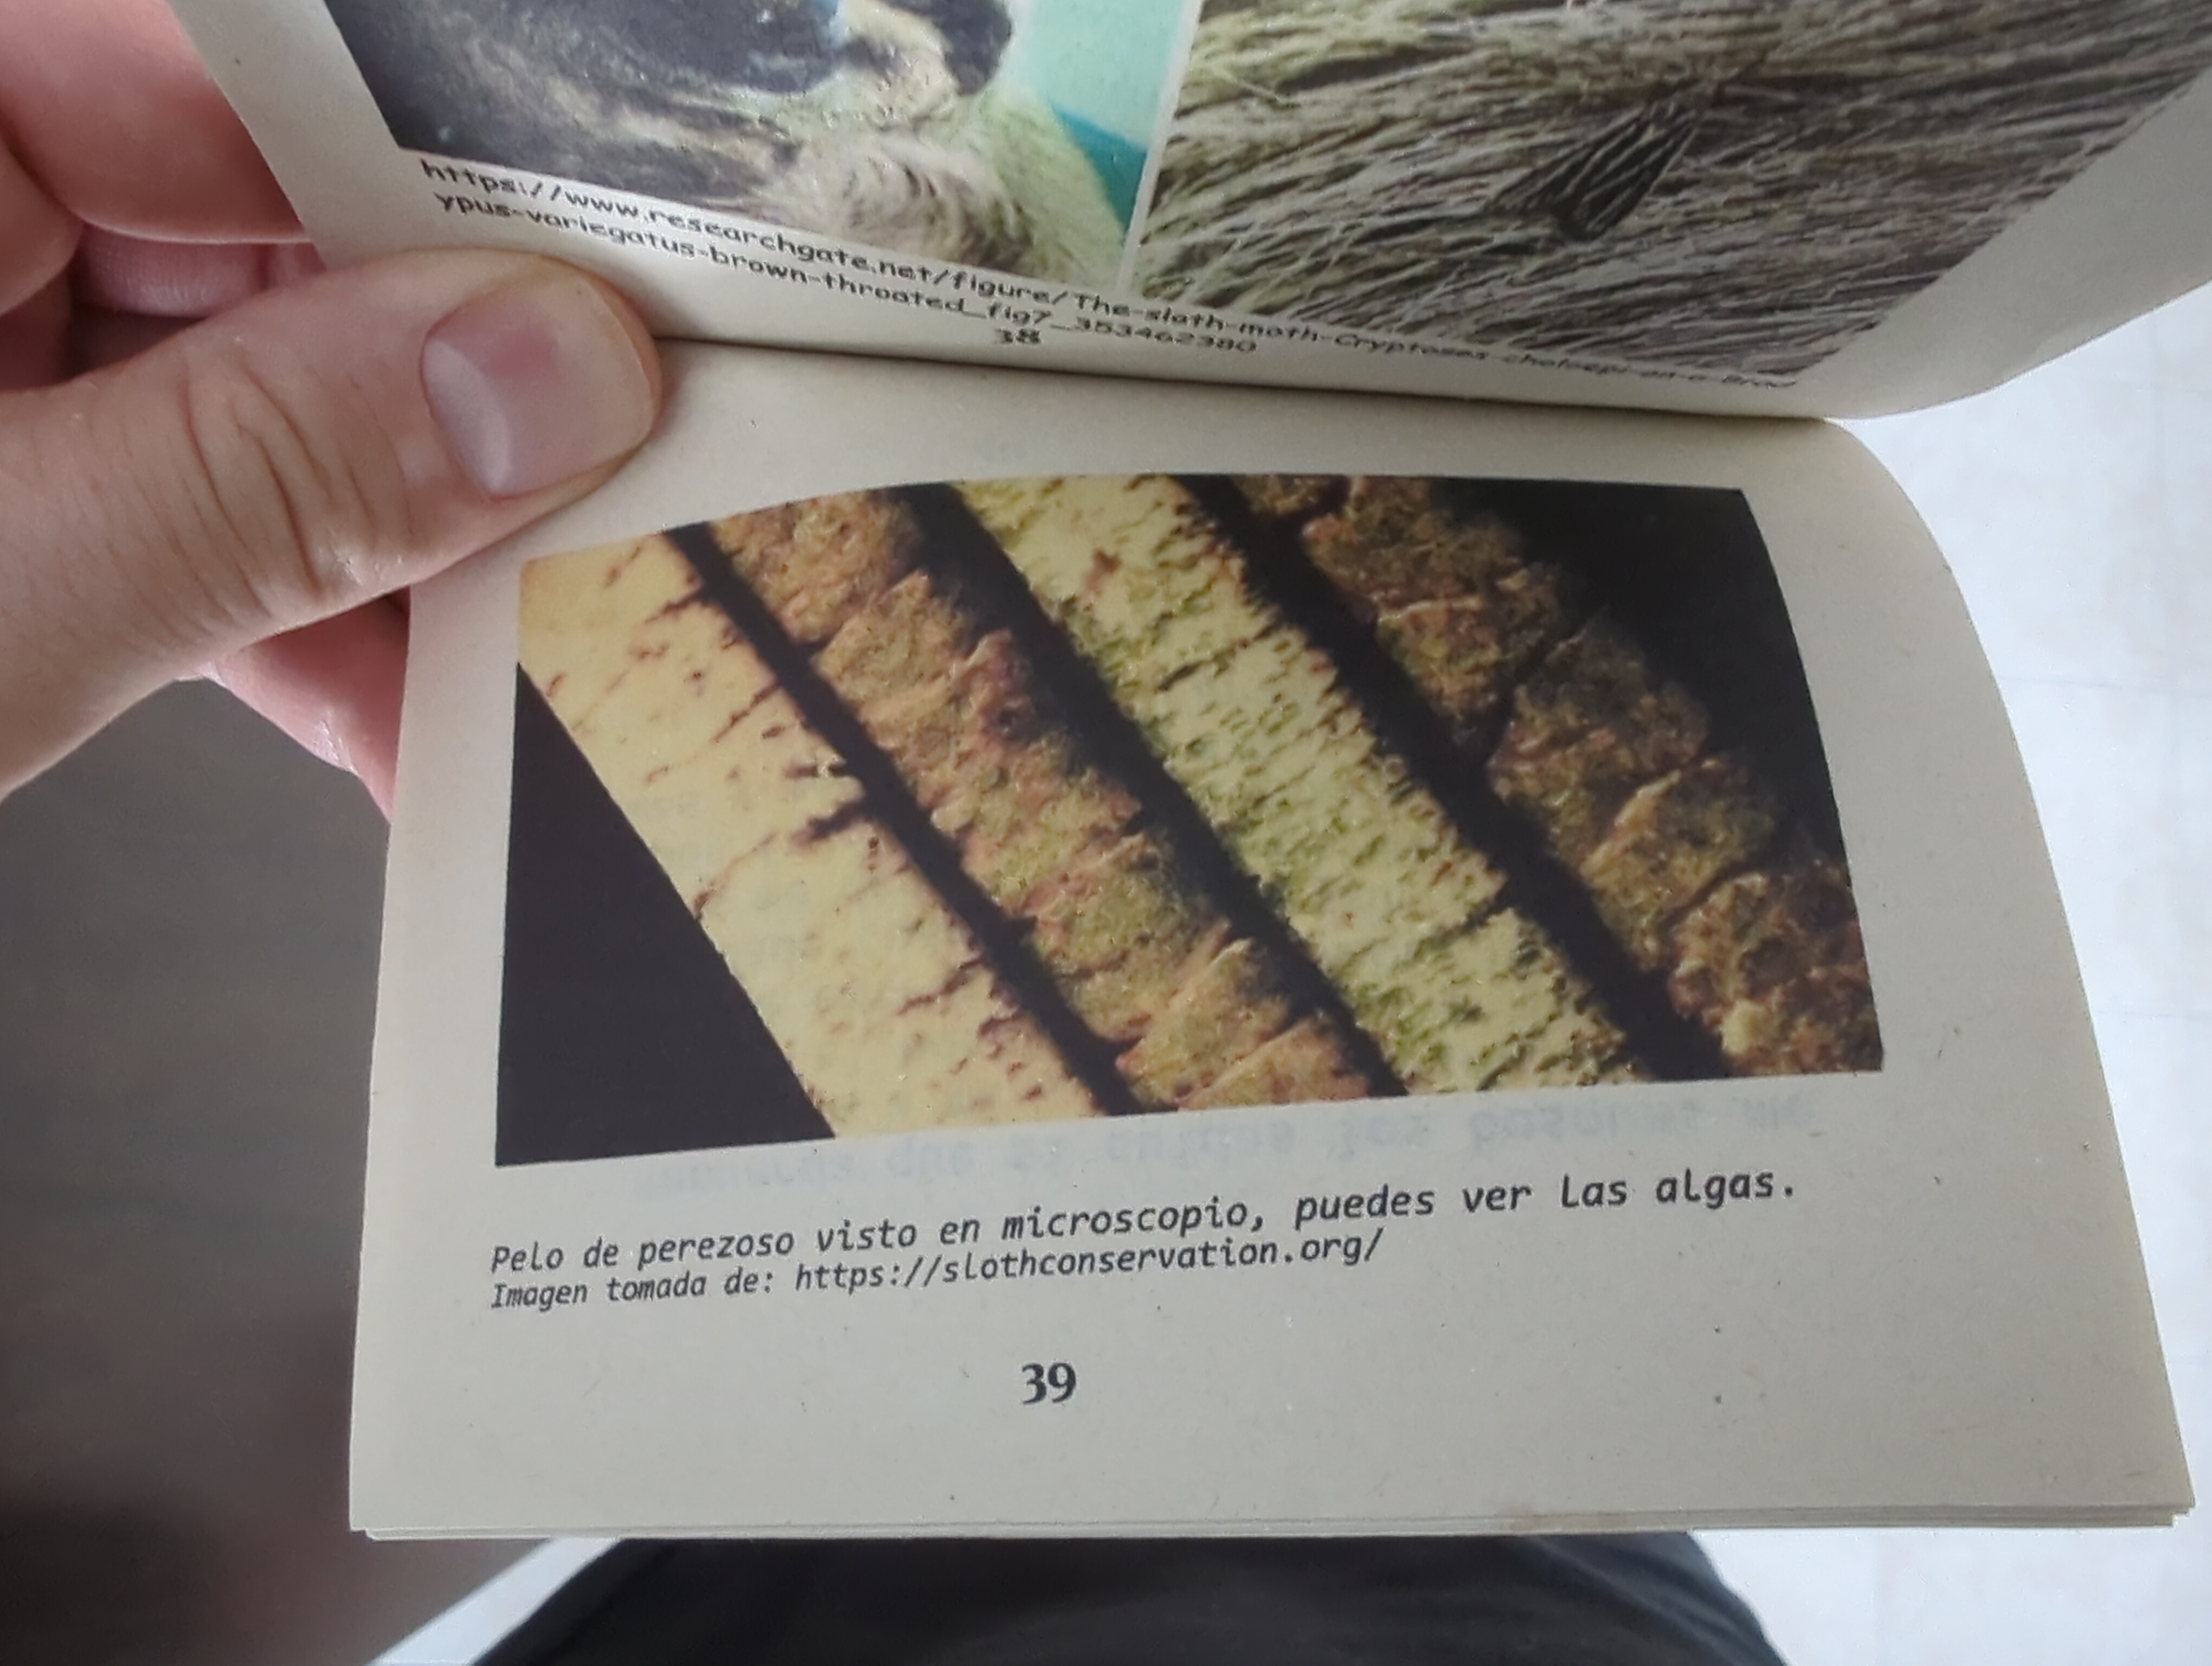 https://www.researchgate.net/figure/The-sloth-moth-Cryptoses-choloepi-on-a-Brad
ypus-variegatus-brown-throated_fig7_353462380
38
Pelo de perezoso visto en microscopio, puedes ver las algas.
Imagen tomada de: https://slothconservation.org/
39